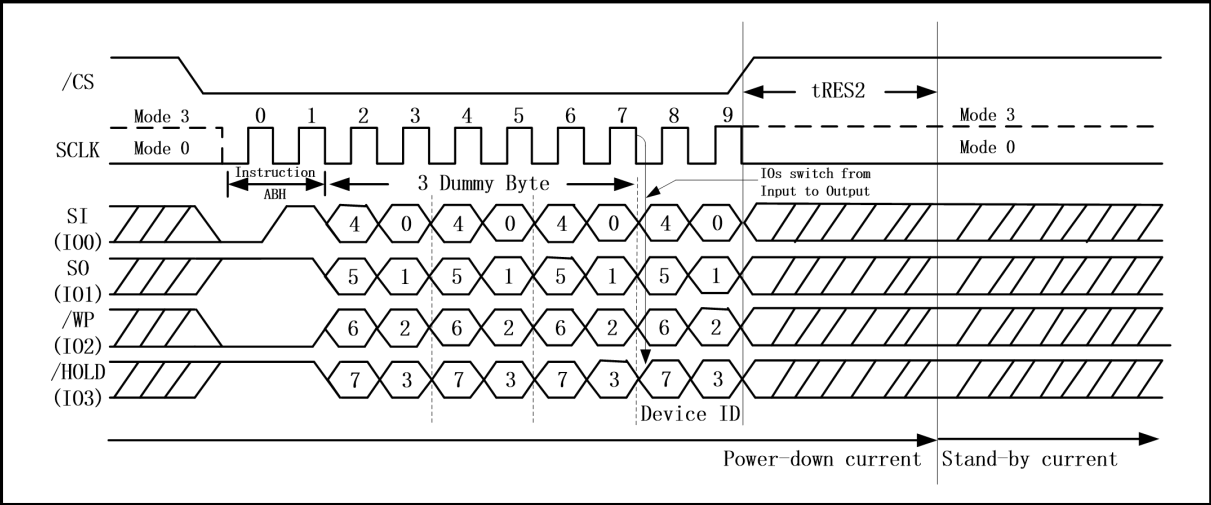 /CS
tRES2
Mode 3 0 1 2 3 4 5 6 7 8 9 Mode 3
SCLK Mode 0 Mode 0
Instruction
ABH
3 Dummy Byte
IOs switch from
Input to Output
SI
(IO0)
4 0 4 0 4 0 4 0
SO
(IO1)
5 1 5 1 5 1 5 1
/WP
(IO2)
6 2 6 2 6 2 6 2
/HOLD
(IO3)
7 3 7 3 7 3 7 3
Device ID
Power-down current Stand-by current